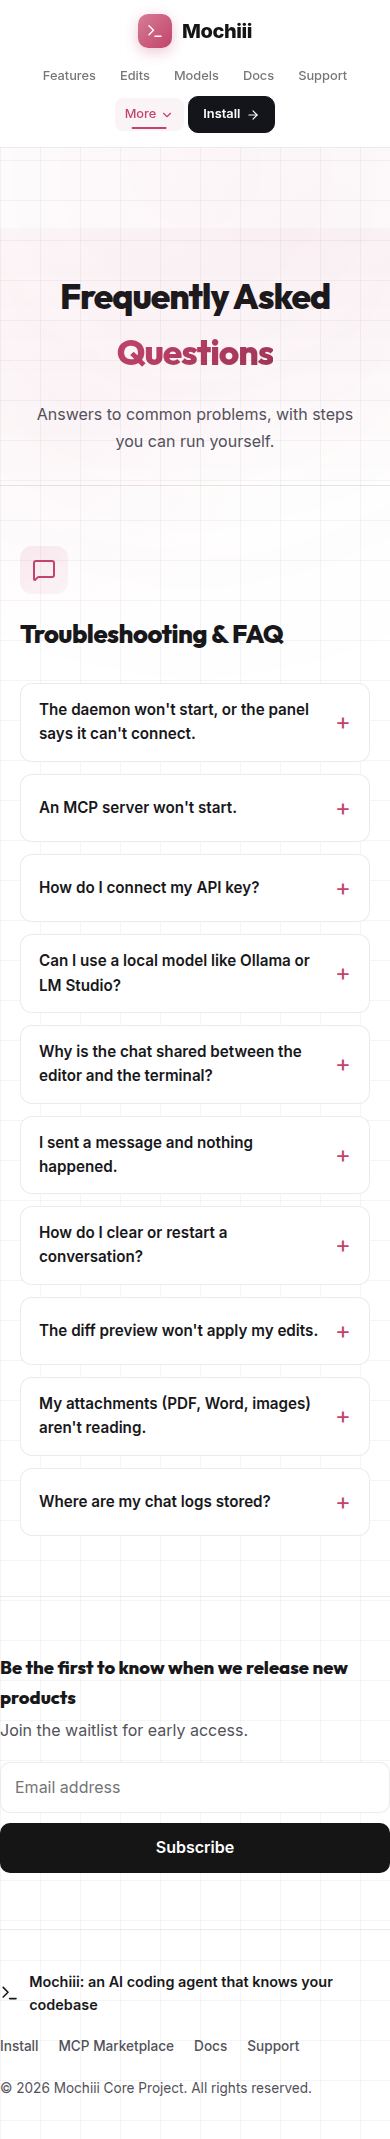 Mochiii
Features Edits Models Docs Support
More Install →
Frequently Asked
Questions
Answers to common problems, with steps
you can run yourself.
Troubleshooting & FAQ
The daemon won't start, or the panel
says it can't connect.
An MCP server won't start.
How do I connect my API key?
Can I use a local model like Ollama or
LM Studio?
Why is the chat shared between the
editor and the terminal?
I sent a message and nothing
happened.
How do I clear or restart a
conversation?
The diff preview won't apply my edits.
My attachments (PDF, Word, images)
aren't reading.
Where are my chat logs stored?
Be the first to know when we release new
products
Join the waitlist for early access.
Email address
Subscribe
Mochiii: an AI coding agent that knows your
codebase
Install MCP Marketplace Docs Support
© 2026 Mochiii Core Project. All rights reserved.